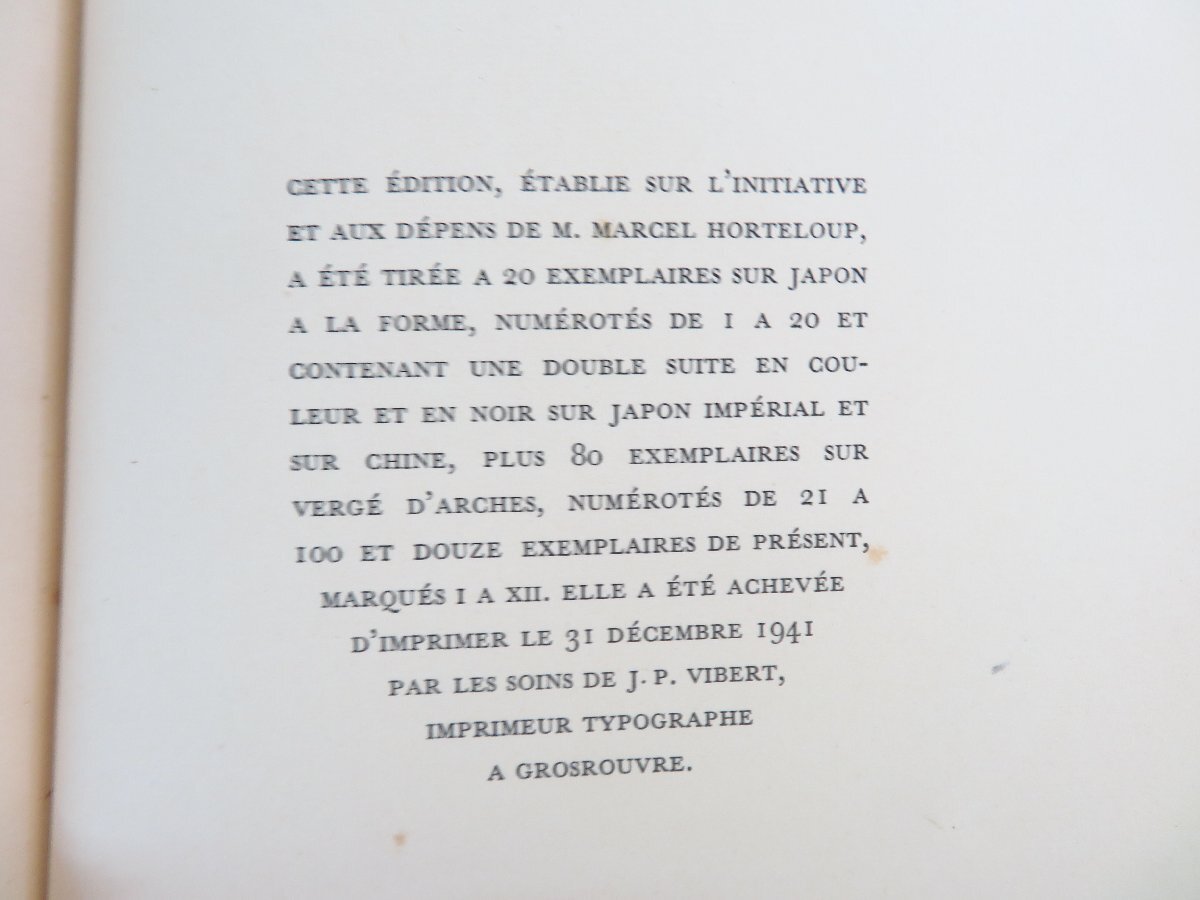 CETTE ÉDITION, ÉTABLIE SUR L'INITIATIVE
ET AUX DÉPENS DE M. MARCEL HORTELOUP,
A ÉTÉ TIRÉE A 20 EXEMPLAIRES SUR JAPON
A LA FORME, NUMÉROTÉS DE 1 A 20 ET
CONTENANT UNE DOUBLE SUITE EN COU-
LEUR ET EN NOIR SUR JAPON IMPÉRIAL ET
SUR CHINE, PLUS 80 EXEMPLAIRES SUR
VERGÉ D'ARCHES, NUMÉROTÉS DE 21 A
100 ET DOUZE EXEMPLAIRES DE PRÉSENT,
MARQUÉS I A XII. ELLE A ÉTÉ ACHEVÉE
D'IMPRIMER LE 31 DÉCEMBRE 1941
PAR LES SOINS DE J. P. VIBERT,
IMPRIMEUR TYPOGRAPHE
A GROSROUVRE.